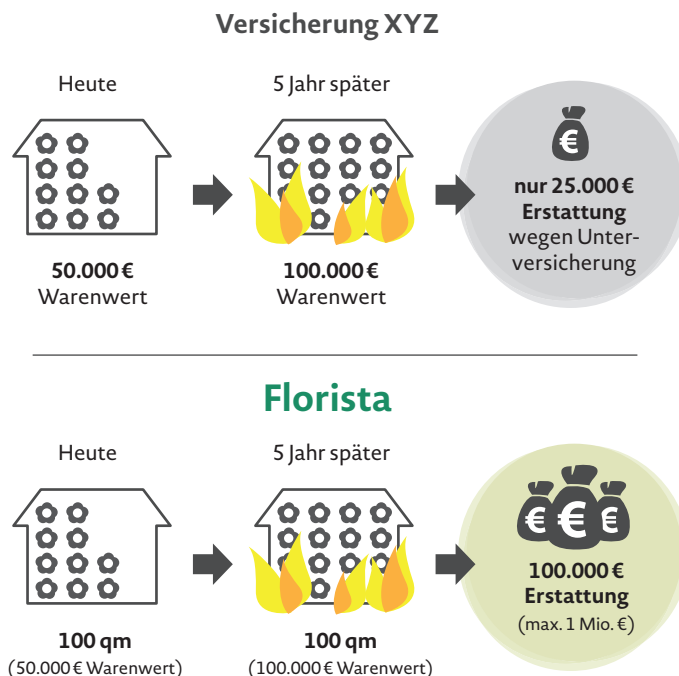 Versicherung XYZ
Heute
5 Jahr später
50.000 €
Warenwert
100.000 €
Warenwert
€
nur 25.000 €
Erstattung
wegen Unter-
versicherung
Florista
Heute
5 Jahr später
100 qm
(50.000 € Warenwert)
100 qm
(100.000 € Warenwert)
€ € €
100.000 €
Erstattung
(max. 1 Mio. €)